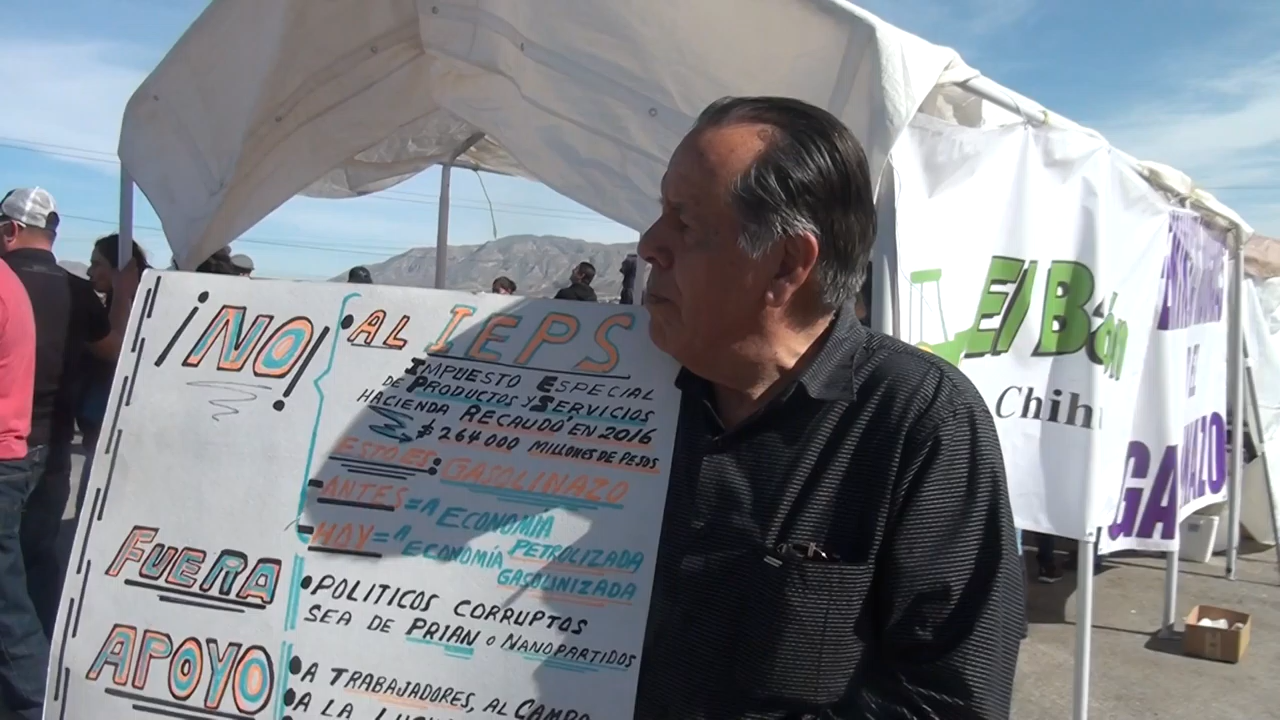 ¡NO!
• AL IEPS
IMPUESTO ESPECIAL
DE PRODUCTOS Y SERVICIOS
HACIENDA RECAUDÓ EN 2016
$ 264 000 MILLONES DE PESOS
ESTO ES: GASOLINAZO
-ANTES = A ECONOMÍA
PETROLIZADA
-HOY = A ECONOMÍA
GASOLINIZADA
FUERA
• POLITICOS CORRUPTOS
SEA DE PRIAN o NANOPARTIDOS
APOYO
• A TRABAJADORES, AL CAMPO
• A LA
El Barzón
Chih
GA